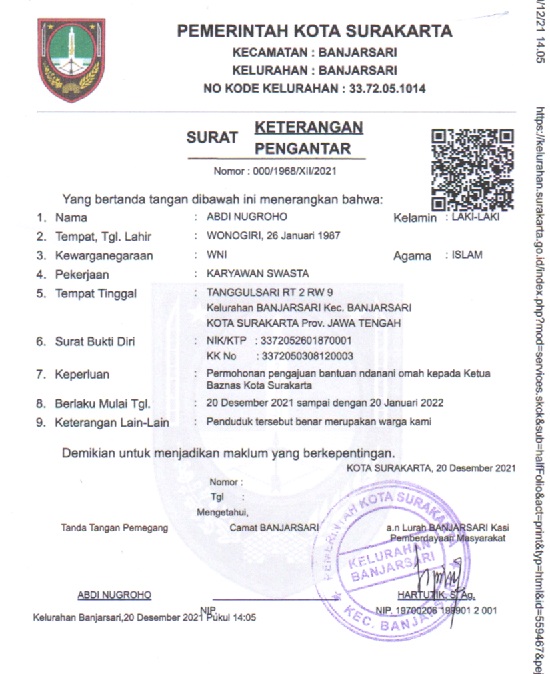 PEMERINTAH KOTA SURAKARTA
KECAMATAN : BANJARSARI
KELURAHAN : BANJARSARI
NO KODE KELURAHAN : 33.72.05.1014
SURAT KETERANGAN
PENGANTAR
Nomor : 000/1968/XII/2021
Yang bertanda tangan dibawah ini menerangkan bahwa:
1. Nama : ABDI NUGROHO Kelamin : LAKI-LAKI
2. Tempat, Tgl. Lahir : WONOGIRI, 26 Januari 1987
3. Kewarganegaraan : WNI Agama : ISLAM
4. Pekerjaan : KARYAWAN SWASTA
5. Tempat Tinggal : TANGGULSARI RT 2 RW 9
Kelurahan BANJARSARI Kec. BANJARSARI
KOTA SURAKARTA Prov. JAWA TENGAH
6. Surat Bukti Diri : NIK/KTP : 3372052601870001
KK No : 3372050308120003
7. Keperluan : Permohonan pengajuan bantuan ndanani omah kepada Ketua
Baznas Kota Surakarta
8. Berlaku Mulai Tgl. : 20 Desember 2021 sampai dengan 20 Januari 2022
9. Keterangan Lain-Lain : Penduduk tersebut benar merupakan warga kami
Demikian untuk menjadikan maklum yang berkepentingan.
KOTA SURAKARTA, 20 Desember 2021
Nomor :
Tgl :
Mengetahui,
Tanda Tangan Pemegang Camat BANJARSARI a.n Lurah BANJARSARI Kasi
Pemberdayaan Masyarakat
PEMERINTAH KOTA SURAKARTA
KELURAHAN
BANJARSARI
KEC. BANJARSARI
ABDI NUGROHO HARTUTIK, S.Ag.
NIP. NIP. 19700206 199901 2 001
Kelurahan Banjarsari,20 Desember 2021 Pukul 14:05
/12/21 14.05
https://kelurahan.surakarta.go.id/index.php?mod=services.skok&sub=halfFolio&act=print&typ=html&id=559467&pej